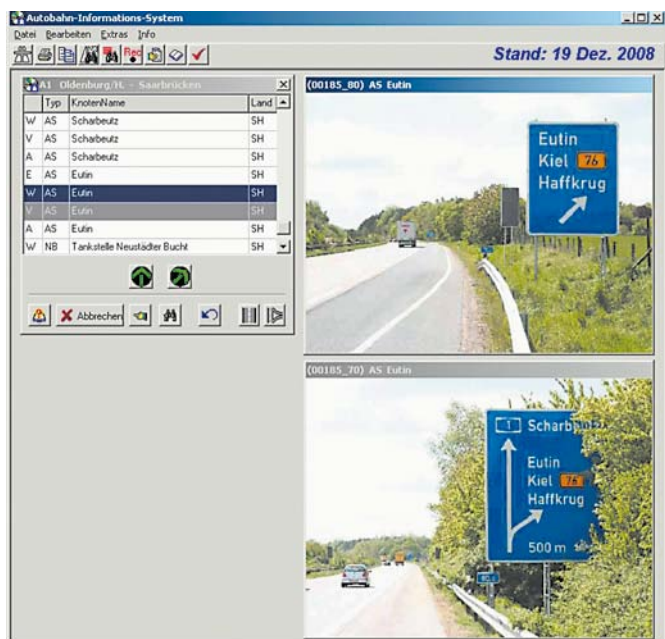 Autobahn-Informations-System
Datei Bearbeiten Extras Info
Rec
Stand: 19 Dez. 2008
A1 Oldenburg/H. - Saarbrücken
Typ KnotenName Land
W AS Scharbeutz SH
V AS Scharbeutz SH
A AS Scharbeutz SH
E AS Eutin SH
W AS Eutin SH
V AS Eutin SH
A AS Eutin SH
W NB Tankstelle Neustädter Bucht SH
Abbrechen
(00185_80) AS Eutin
Eutin
Kiel 76
Haffkrug
(00185_70) AS Eutin
1 Scharb
Eutin
Kiel 76
Haffkrug
500 m